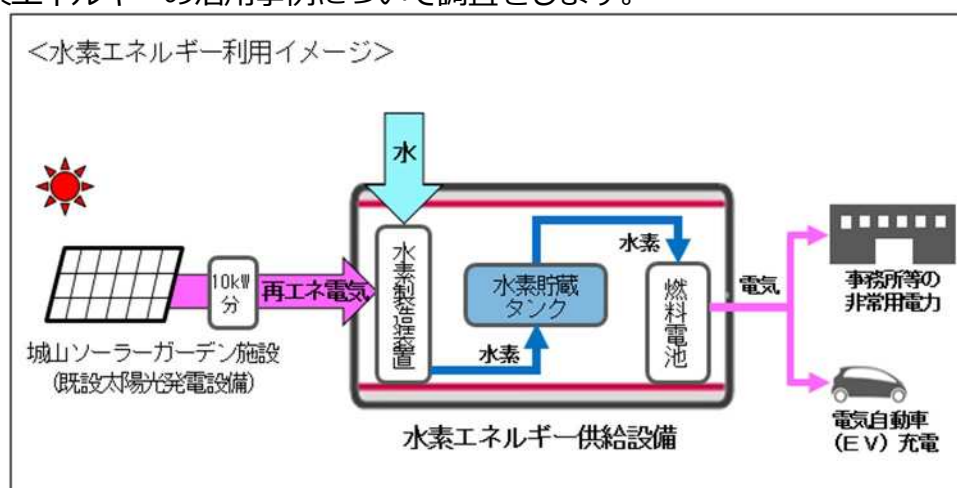 エネルギーの活用事例について調査をします。
＜水素エネルギー利用イメージ＞
水
水素製造装置
10kW
分
再エネ電気
水素
水素貯蔵
タンク
水素
燃料電池
電気
事務所等の
非常用電力
城山ソーラーガーデン施設
(既設太陽光発電設備)
電気自動車
(ＥＶ) 充電
水素エネルギー供給設備